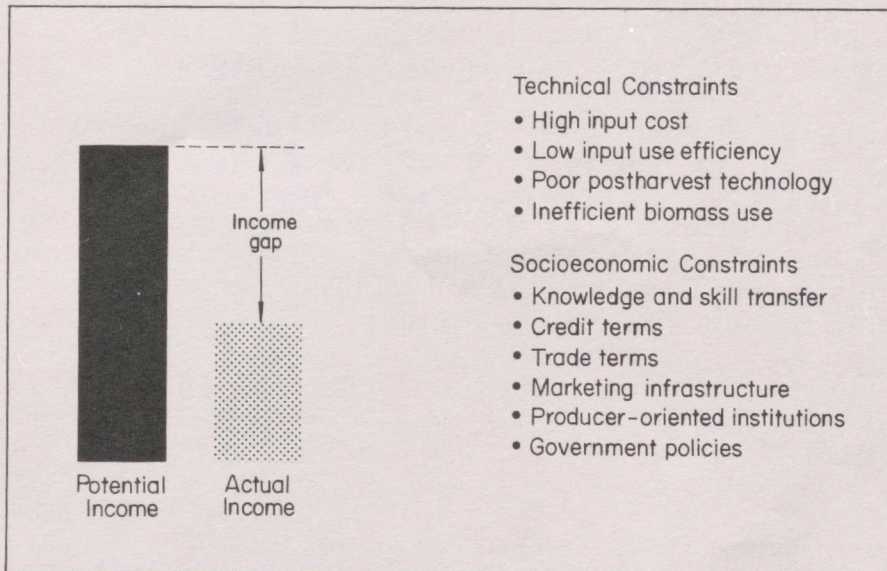 Income
gap
Potential
Income
Actual
Income
Technical Constraints
• High input cost
• Low input use efficiency
• Poor postharvest technology
• Inefficient biomass use
Socioeconomic Constraints
• Knowledge and skill transfer
• Credit terms
• Trade terms
• Marketing infrastructure
• Producer-oriented institutions
• Government policies